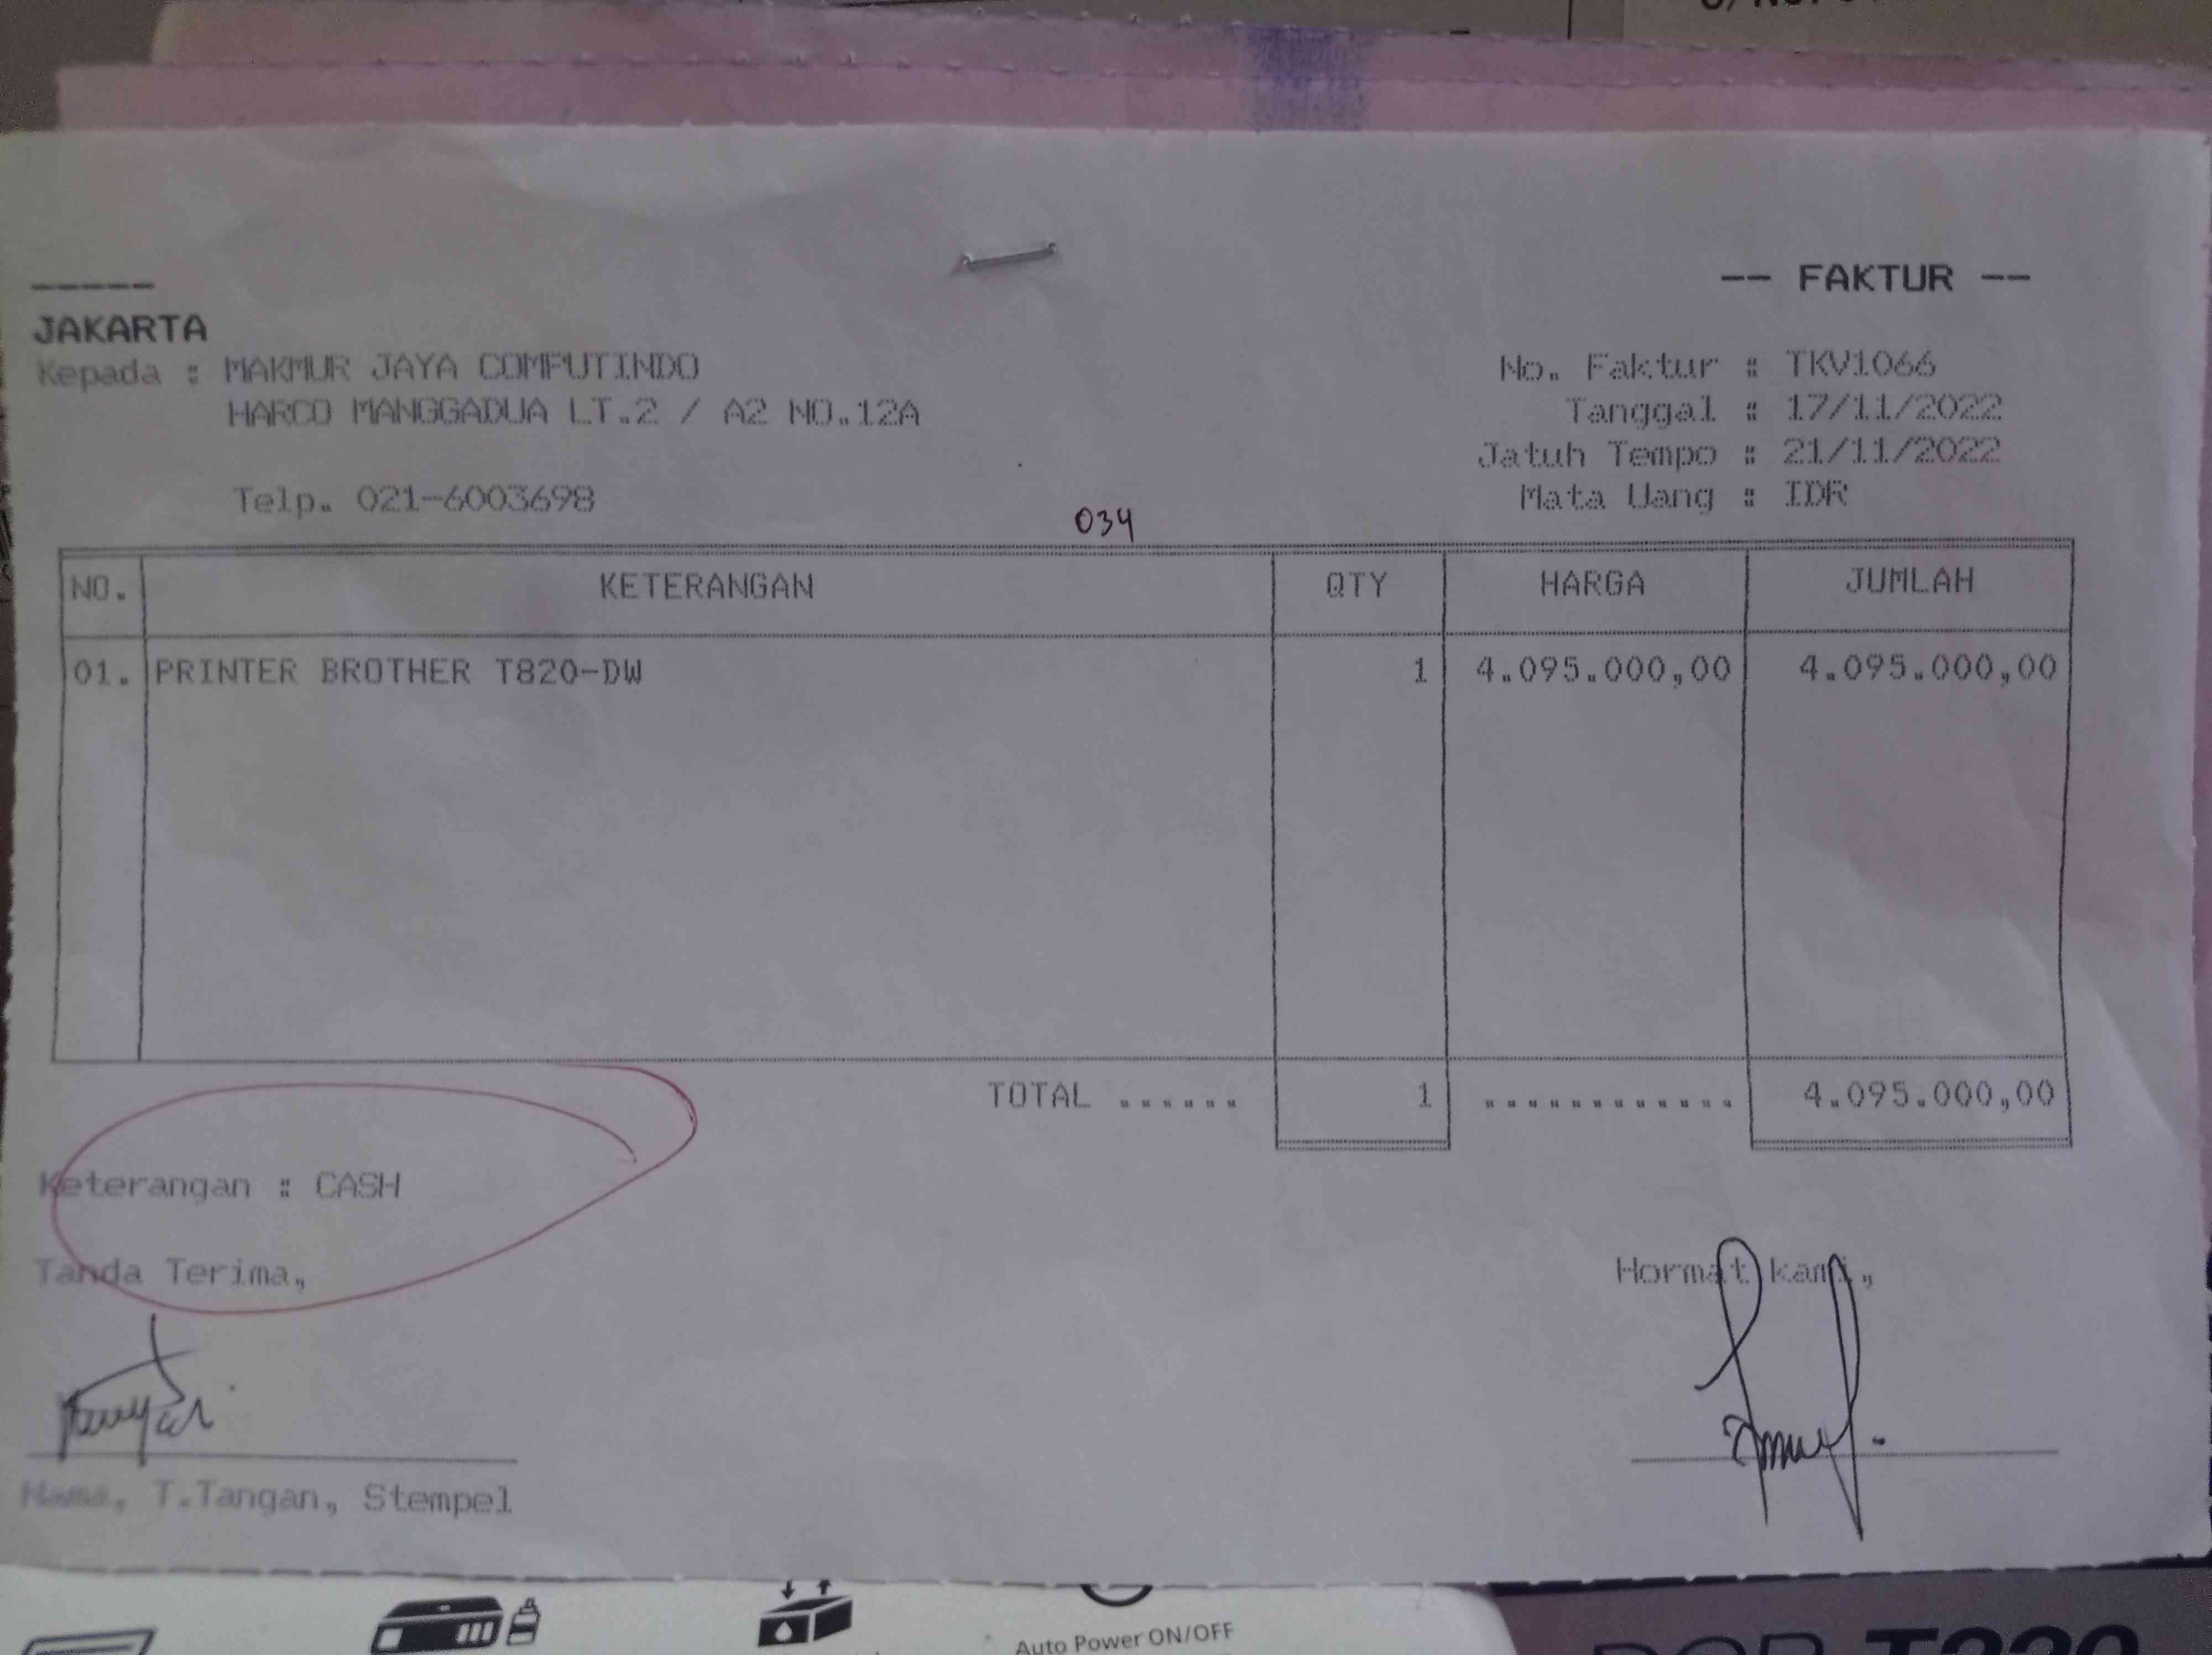 -- FAKTUR --
JAKARTA
Kepada : MAKMUR JAYA COMPUTINDO
HARCO MANGGADUA LT.2 / A2 NO.12A
Telp. 021-6003698
No. Faktur : TKV1066
Tanggal : 17/11/2022
Jatuh Tempo : 21/11/2022
Mata Uang : IDR
034
NO. KETERANGAN QTY HARGA JUMLAH
01. PRINTER BROTHER T820-DW 1 4.095.000,00 4.095.000,00
TOTAL ...... 1 ............ 4.095.000,00
Keterangan : CASH
Tanda Terima,
Hormat kami,
Nama, T.Tangan, Stempel
Auto Power ON/OFF